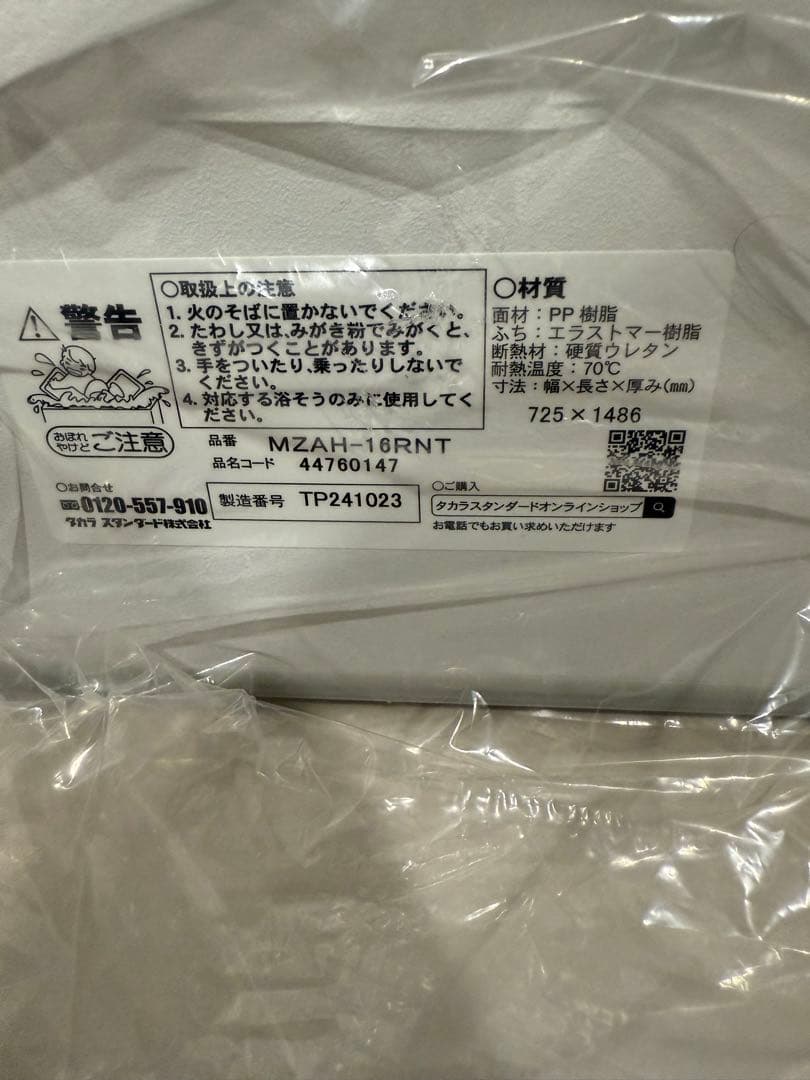 警告
おぼれ
やけど
ご注意
○お問合せ
0120-557-910
タカラスタンダード株式会社
○取扱上の注意
1. 火のそばに置かないでください。
2. たわし又は、みがき粉でみがくと、
きずがつくことがあります。
3. 手をついたり、乗ったりしないで
ください。
4. 対応する浴そうのみに使用してく
ださい。
品番 MZAH-16RNT
品名コード 44760147
製造番号 TP241023
○材質
面材：PP樹脂
ふち：エラストマー樹脂
断熱材：硬質ウレタン
耐熱温度：70℃
寸法：幅×長さ×厚み(mm)
725×1486
○ご購入
タカラスタンダードオンラインショップ
お電話でもお買い求めいただけます